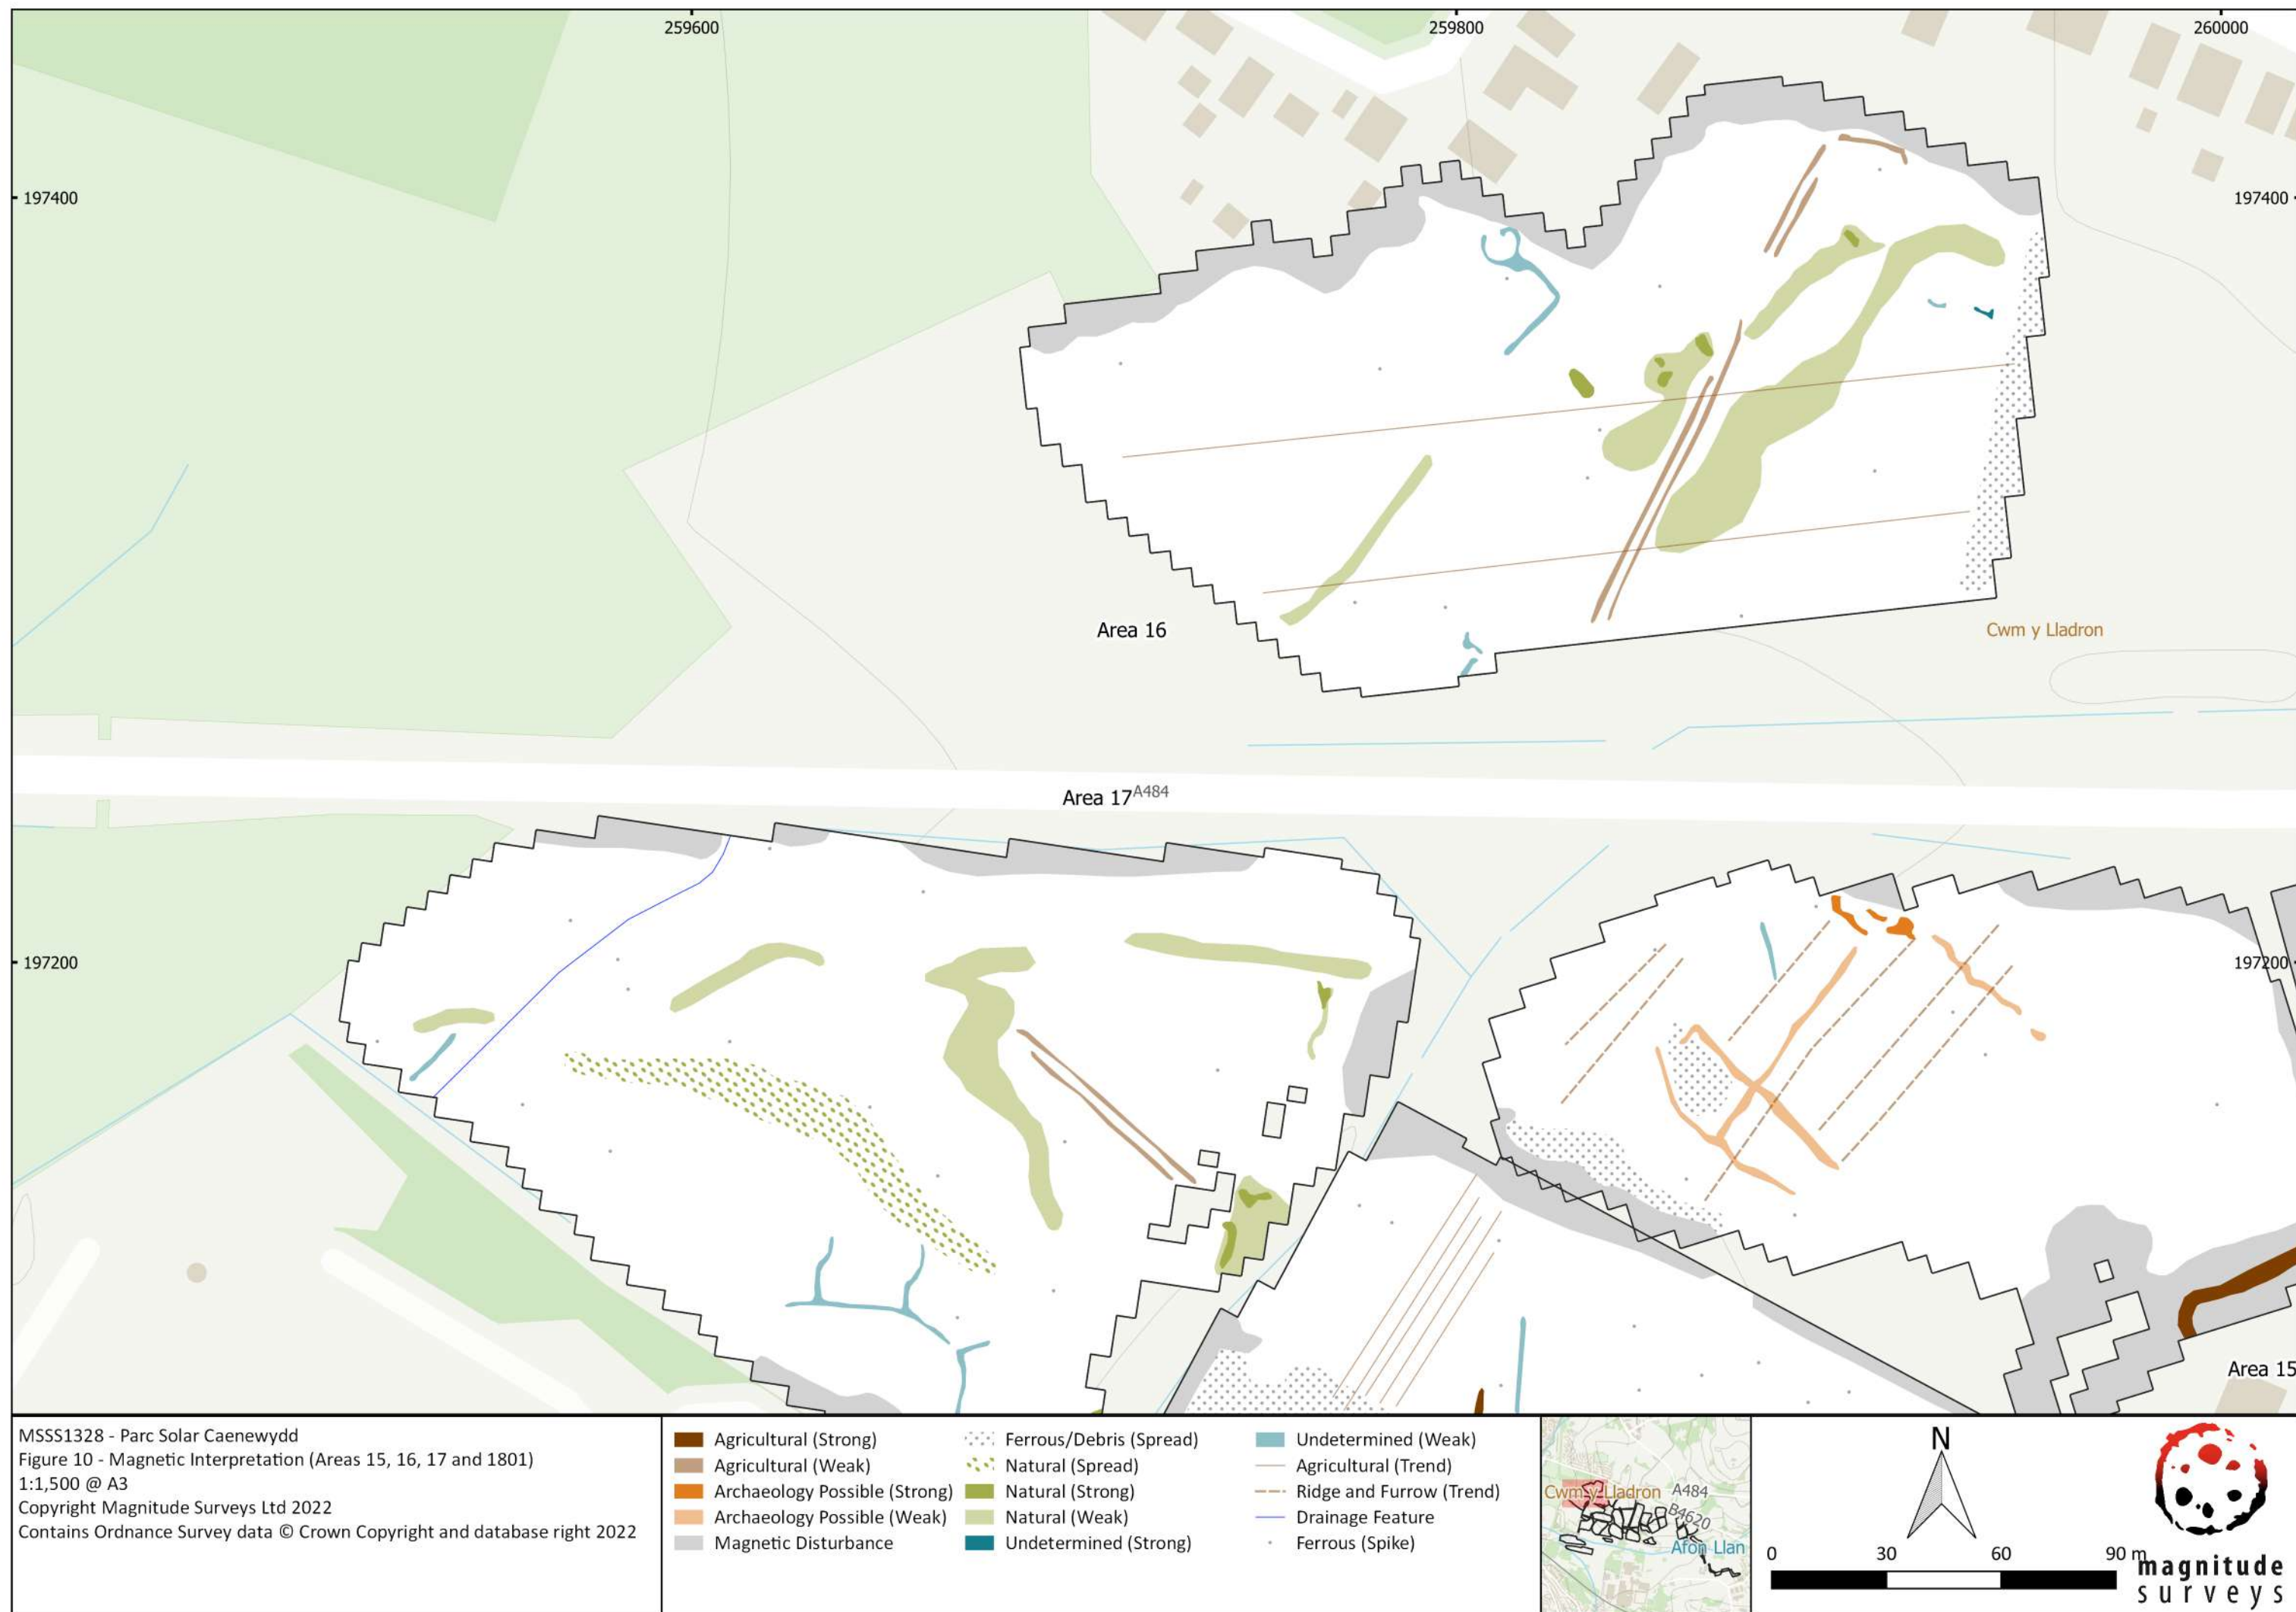 259600
259800
260000
197400
197400
Area 16
Cwm y Lladron
Area 17 A484
197200
197200
Area 15
MSSS1328 - Parc Solar Caenewydd
Figure 10 - Magnetic Interpretation (Areas 15, 16, 17 and 1801)
1:1,500 @ A3
Copyright Magnitude Surveys Ltd 2022
Contains Ordnance Survey data © Crown Copyright and database right 2022
Agricultural (Strong)
Agricultural (Weak)
Archaeology Possible (Strong)
Archaeology Possible (Weak)
Magnetic Disturbance
Ferrous/Debris (Spread)
Natural (Spread)
Natural (Strong)
Natural (Weak)
Undetermined (Strong)
Undetermined (Weak)
Agricultural (Trend)
Ridge and Furrow (Trend)
Drainage Feature
Ferrous (Spike)
Cwm y Lladron A484
B4620
Afon Llan
N
0 30 60 90 m
magnitude
surveys